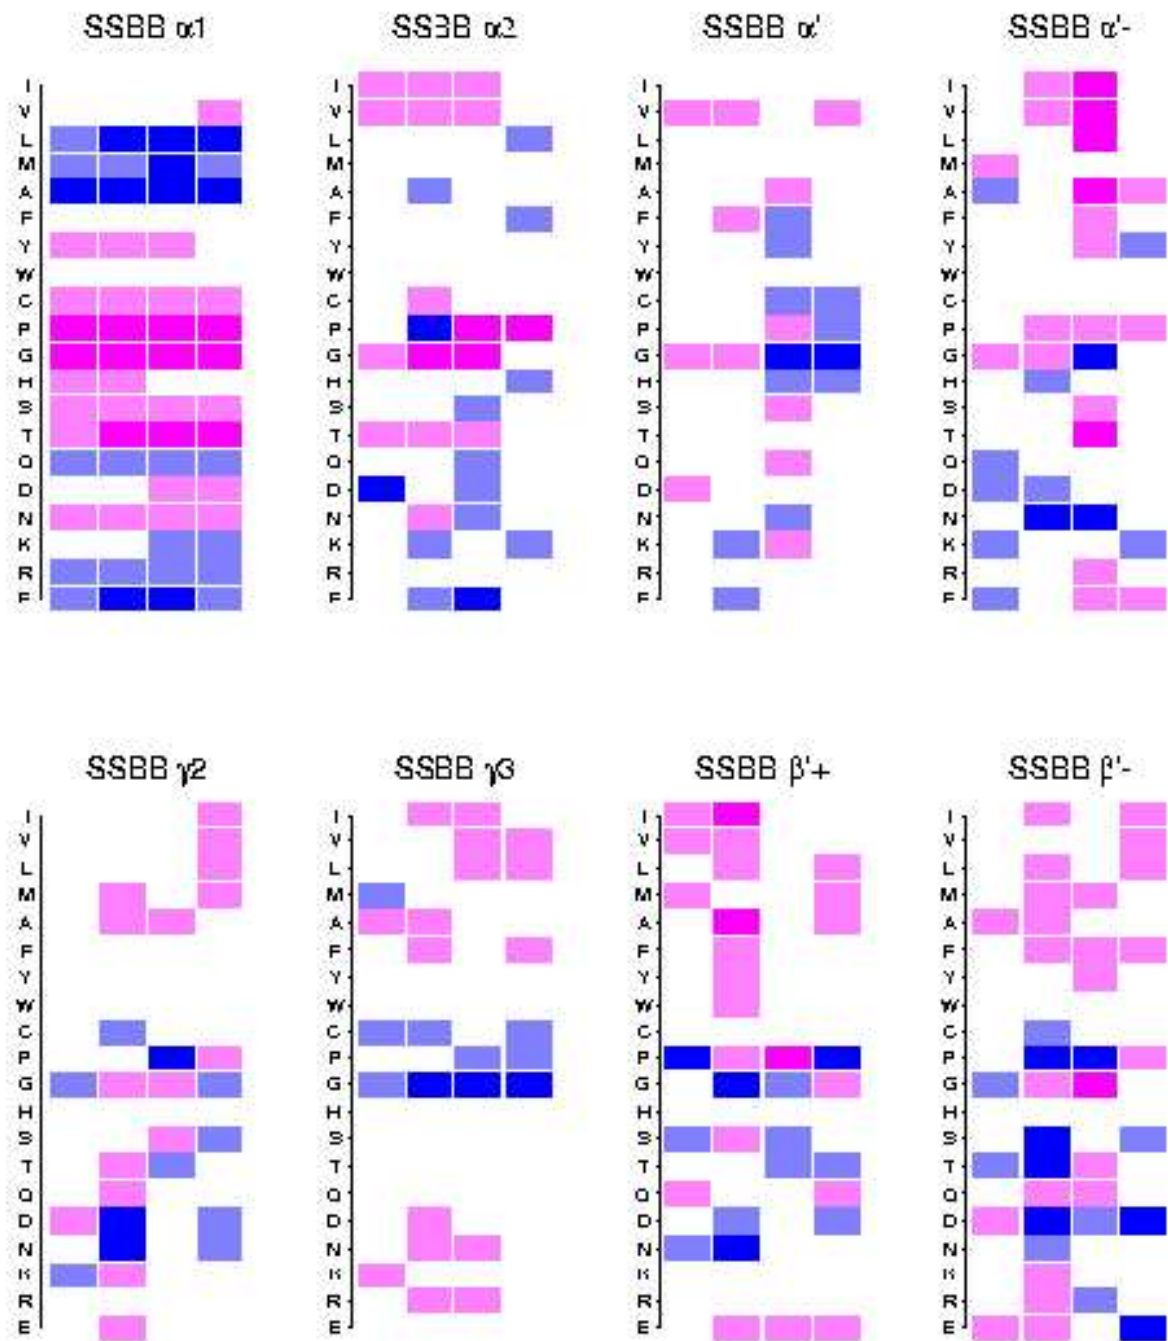 SSBB α1
SSBB α2
SSBB α'
SSBB α'-
I I I I
V V V V
L L L L
M M M M
A A A A
F F F F
Y Y Y Y
W W W W
C C C C
P P P P
G G G G
H H H H
S S S S
T T T T
Q Q Q Q
D D D D
N N N N
K K K K
R R R R
E E E E
SSBB γ2
SSBB γ3
SSBB β'+
SSBB β'-
I I I I
V V V V
L L L L
M M M M
A A A A
F F F F
Y Y Y Y
W W W W
C C C C
P P P P
G G G G
H H H H
S S S S
T T T T
Q Q Q Q
D D D D
N N N N
K K K K
R R R R
E E E E